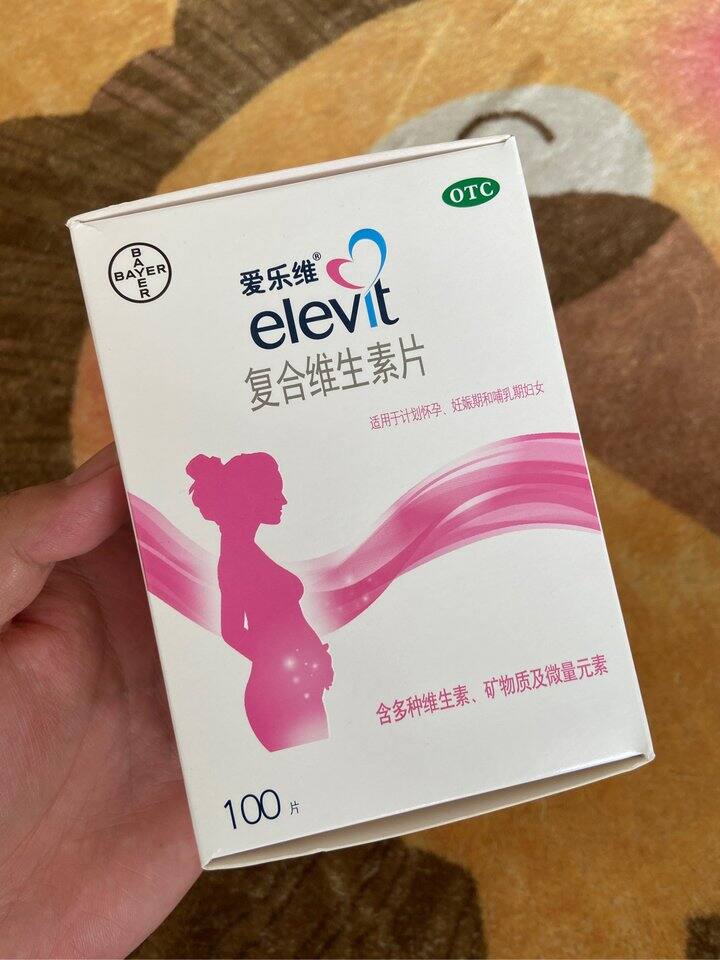 OTC
BAYER
BAYER
爱乐维®
elevit
复合维生素片
适用于计划怀孕、妊娠期和哺乳期妇女
含多种维生素、矿物质及微量元素
100片